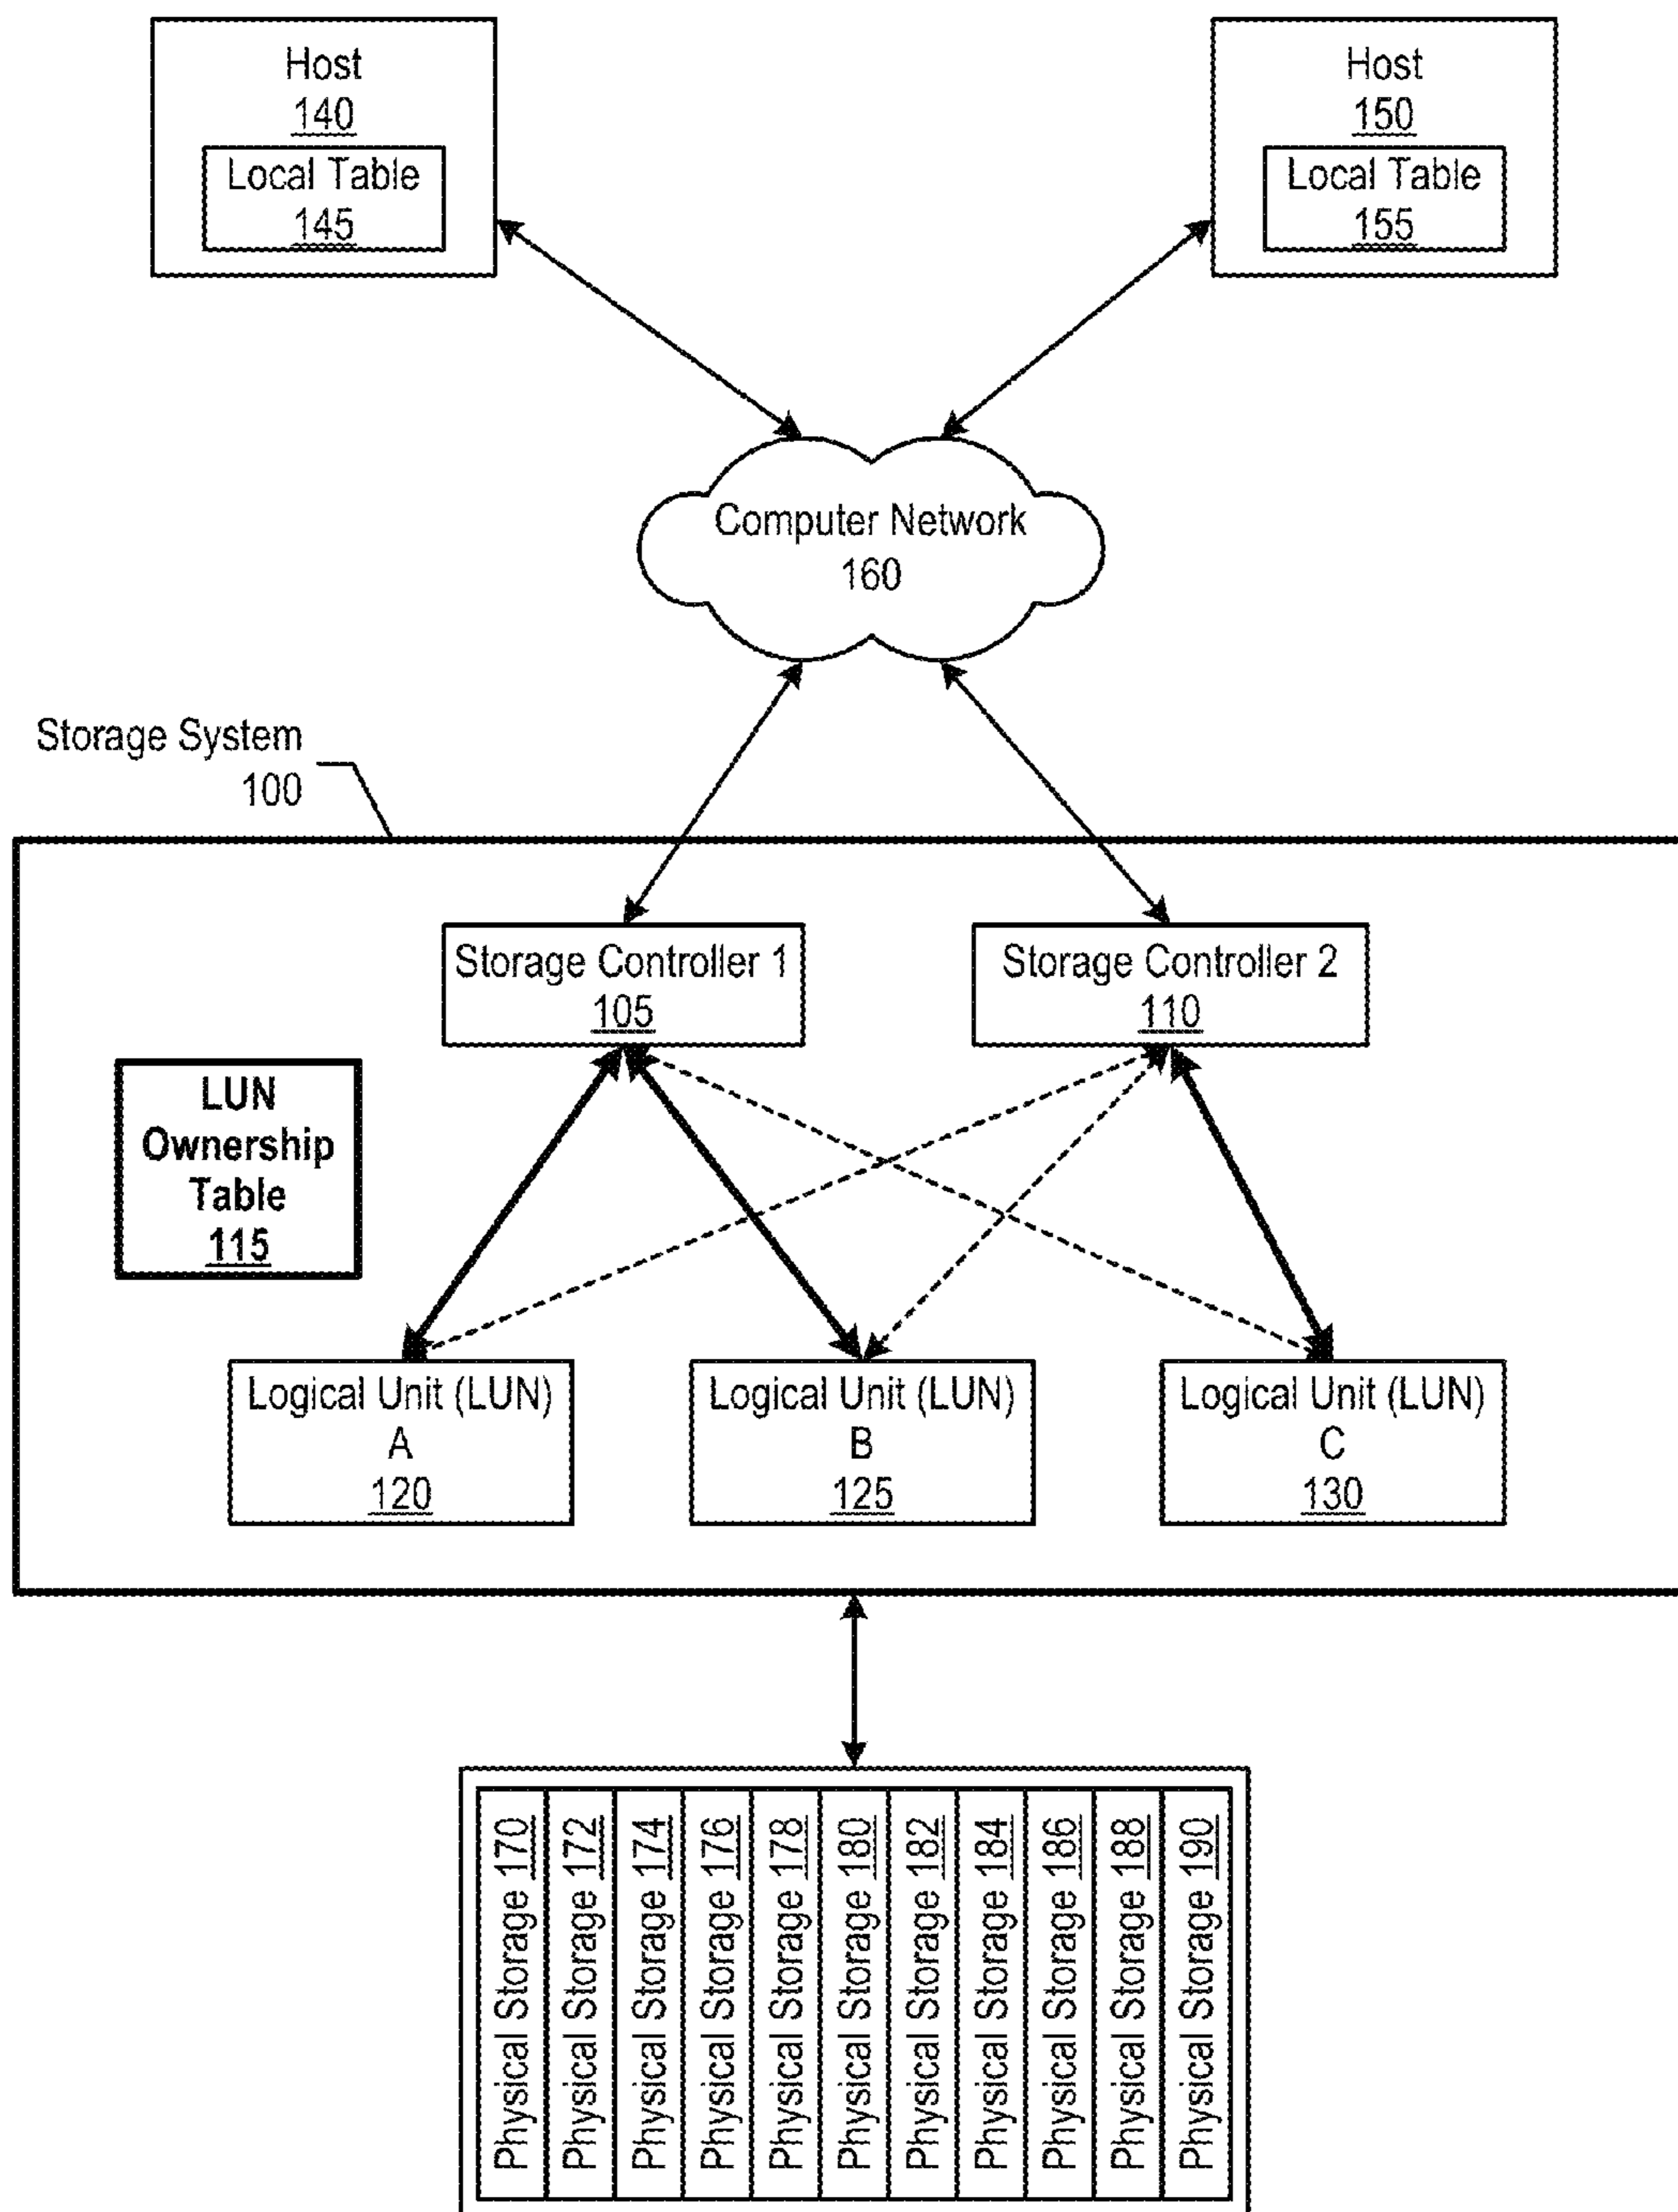 Host
140
Local Table
145
Host
150
Local Table
155
Computer Network
160
Storage System
100
Storage Controller 1
105
Storage Controller 2
110
LUN
Ownership
Table
115
Logical Unit (LUN)
A
120
Logical Unit (LUN)
B
125
Logical Unit (LUN)
C
130
Physical Storage 170
Physical Storage 172
Physical Storage 174
Physical Storage 176
Physical Storage 178
Physical Storage 180
Physical Storage 182
Physical Storage 184
Physical Storage 186
Physical Storage 188
Physical Storage 190